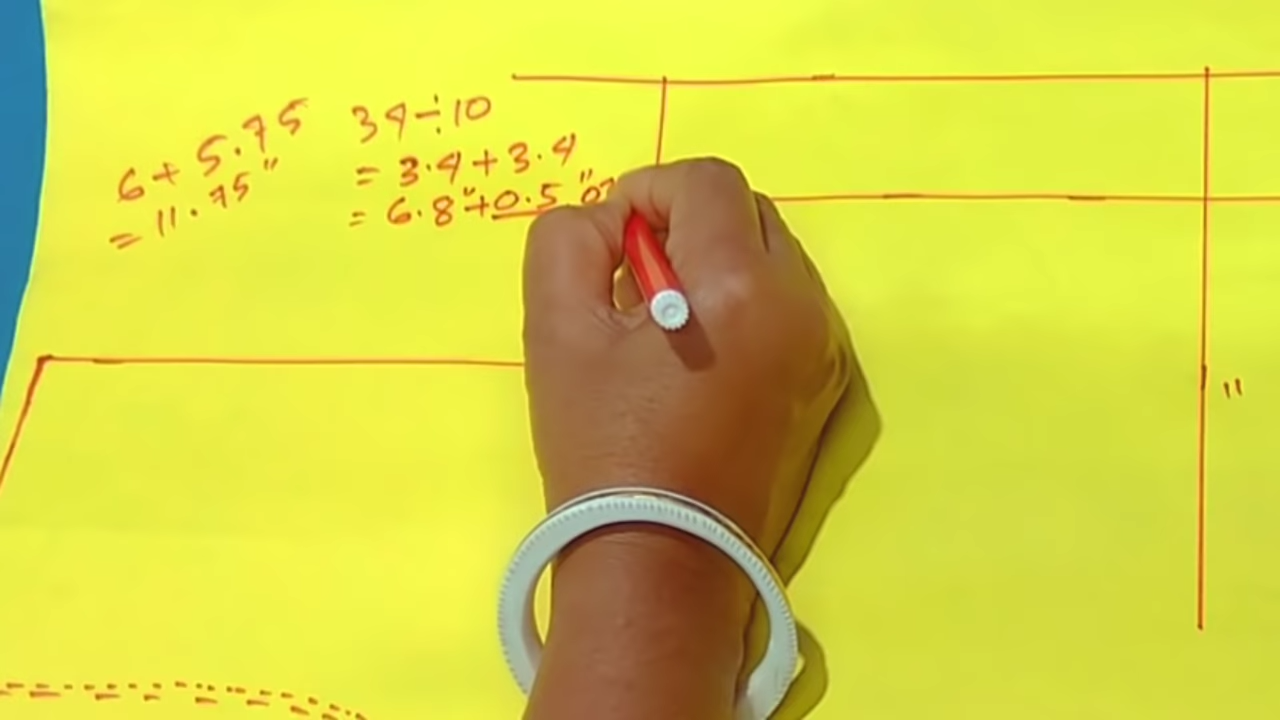 6 + 5.75
= 11.75"
34÷10
= 3.4 + 3.4
= 6.8" + 0.5"
"